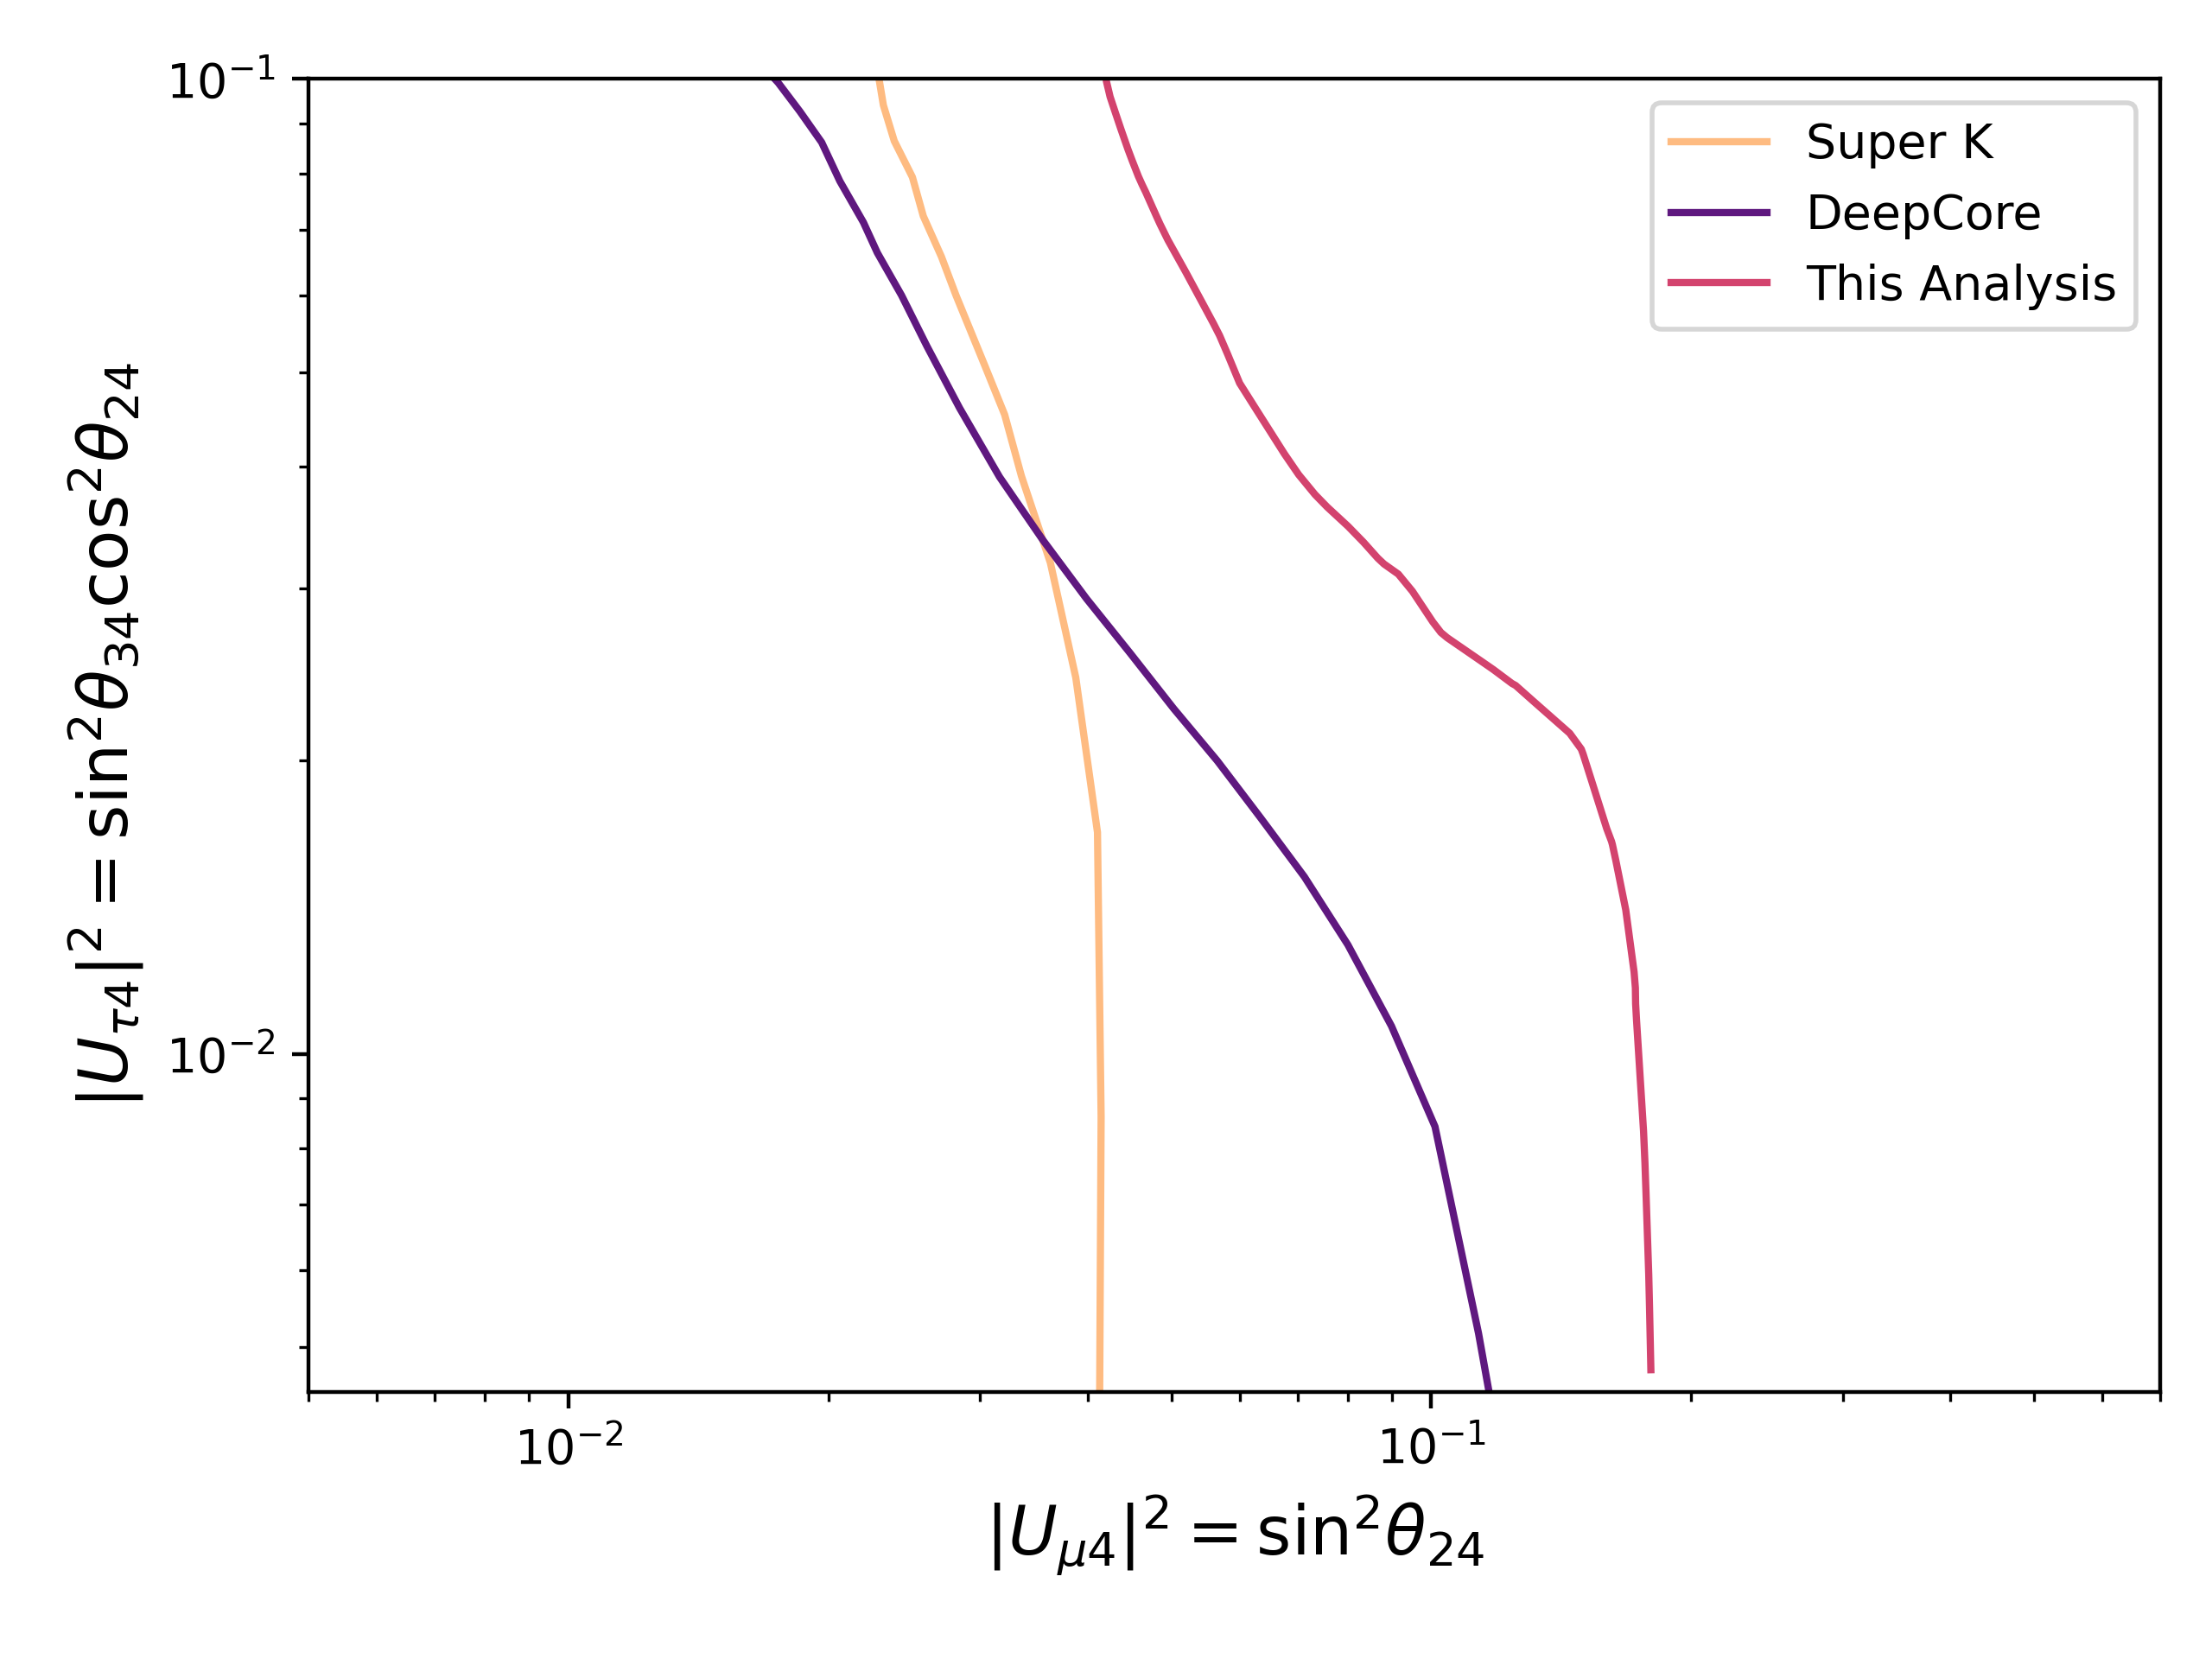 10⁻¹
10⁻²
|U_τ4|² = sin²θ₃₄cos²θ₂₄
Super K
DeepCore
This Analysis
10⁻²
10⁻¹
|U_μ4|² = sin²θ₂₄